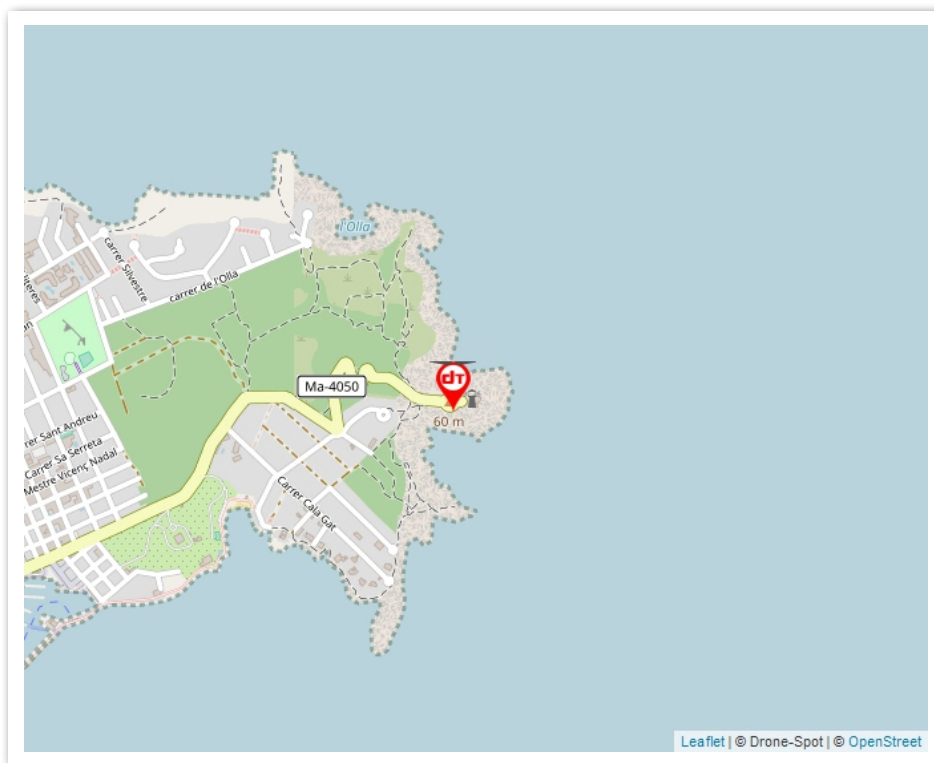 l'Olla
carrer Silvestre
carrer de l'Olla
Ma-4050
dT
60 m
Carrer Sant Andreu
Carrer Sa Serreta
Mestre Vicenç Nadal
Carrer Cala Gat
Leaflet | © Drone-Spot | © OpenStreet